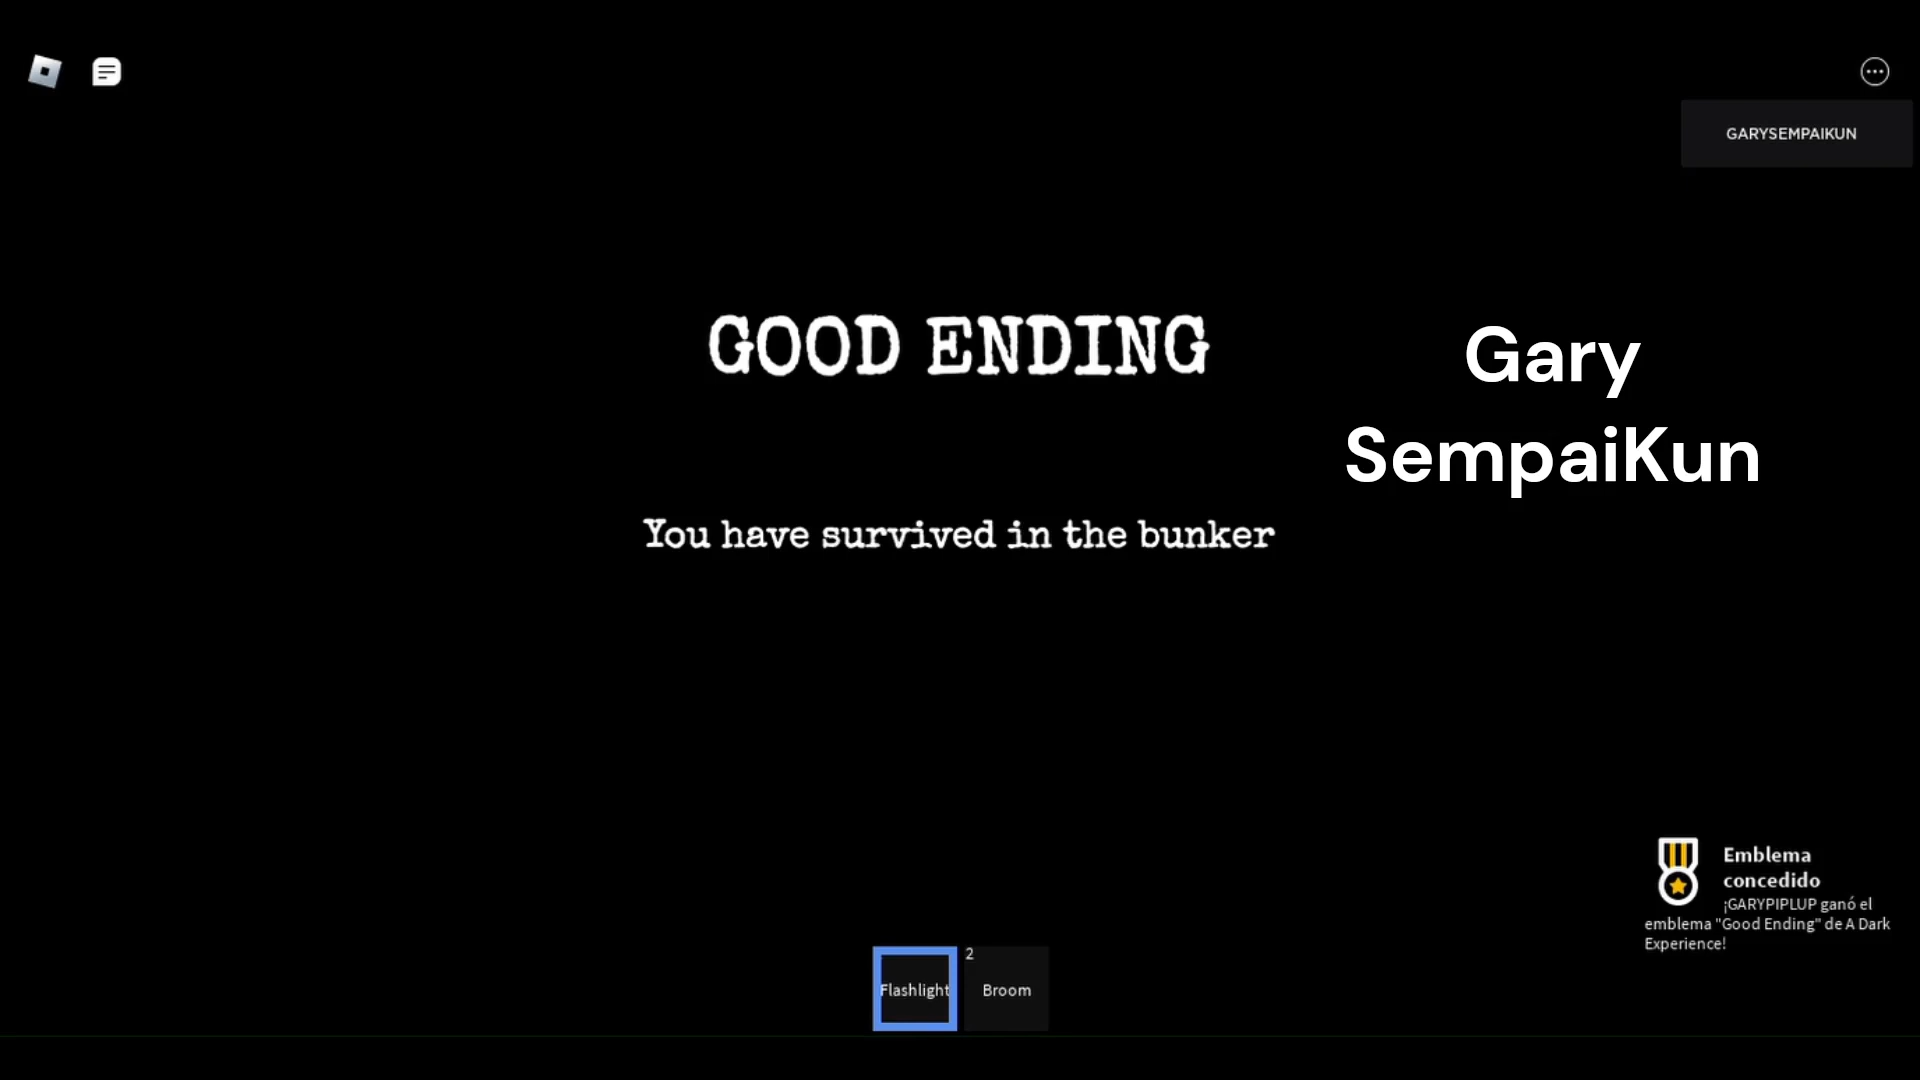 GARYSEMPAIKUN
GOOD ENDING
Gary
SempaiKun
You have survived in the bunker
Emblema
concedido
¡GARYPIPLUP ganó el
emblema "Good Ending" de A Dark
Experience!
Flashlight
2
Broom